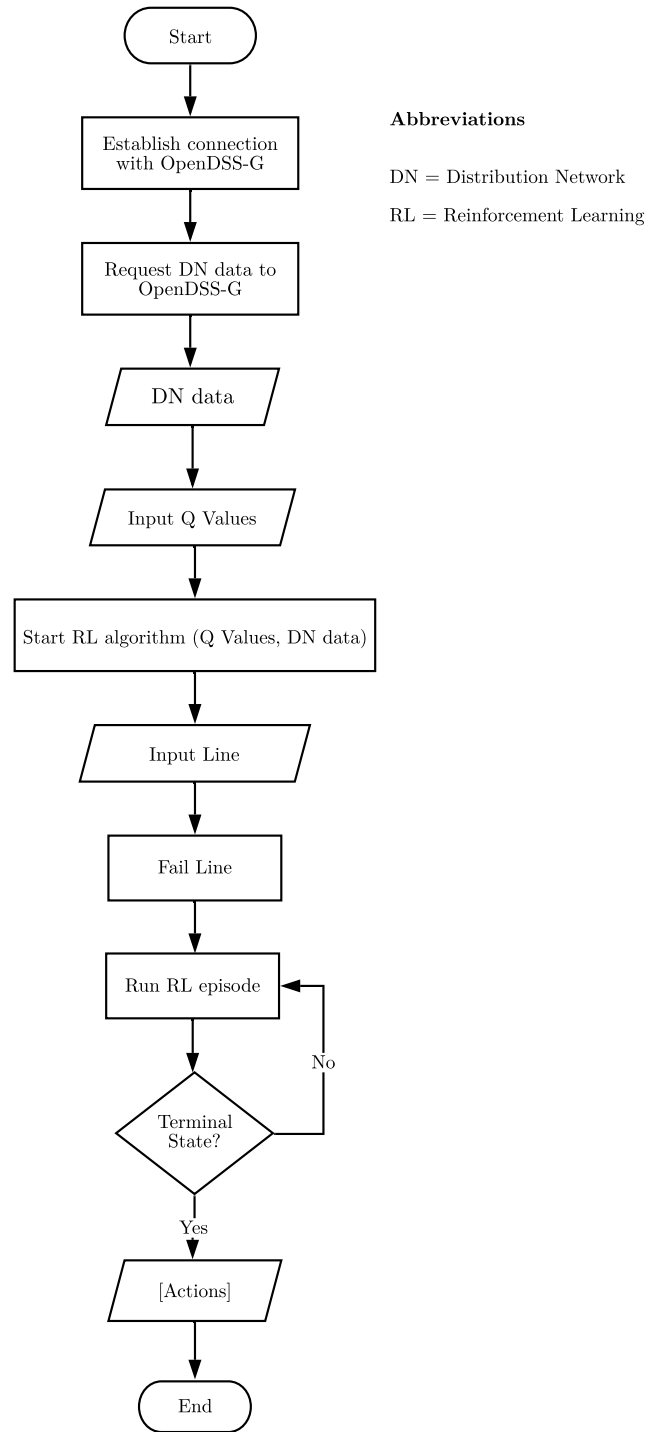 Start
Establish connection
with OpenDSS-G
Request DN data to
OpenDSS-G
DN data
Input Q Values
Start RL algorithm (Q Values, DN data)
Input Line
Fail Line
Run RL episode
No
Terminal
State?
Yes
[Actions]
End
Abbreviations
DN = Distribution Network
RL = Reinforcement Learning